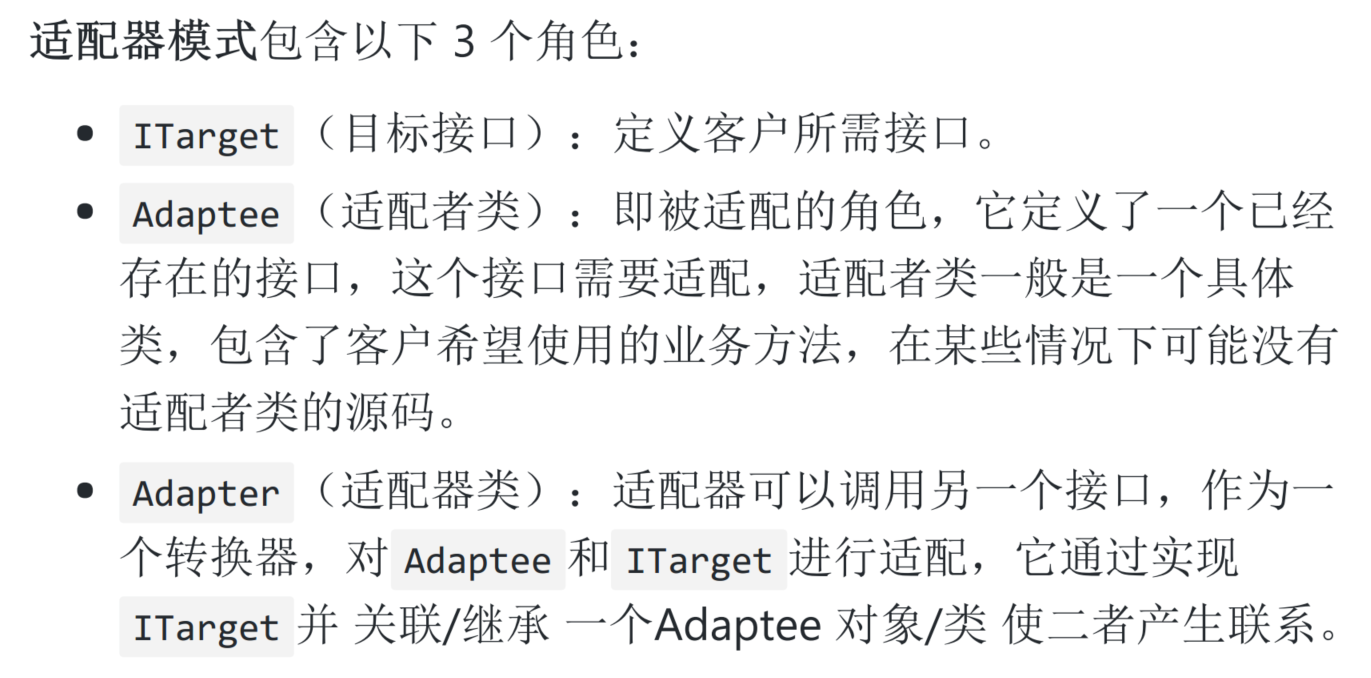 适配器模式包含以下 3 个角色：
• ITarget（目标接口）：定义客户所需接口。
• Adaptee（适配者类）：即被适配的角色，它定义了一个已经
存在的接口，这个接口需要适配，适配者类一般是一个具体
类，包含了客户希望使用的业务方法，在某些情况下可能没有
适配者类的源码。
• Adapter（适配器类）：适配器可以调用另一个接口，作为一
个转换器，对 Adaptee 和 ITarget 进行适配，它通过实现
ITarget 并 关联/继承 一个Adaptee 对象/类 使二者产生联系。